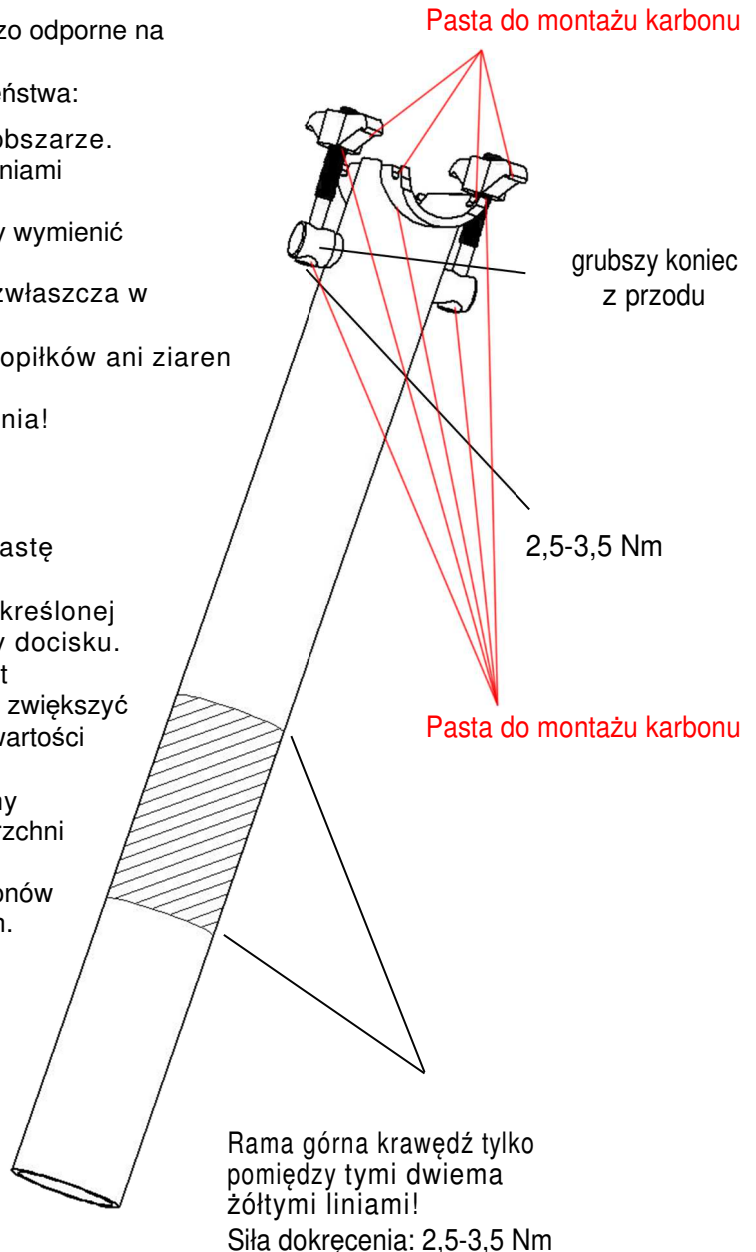 zo odporne na
eństwa:
obszarze.
niami
y wymienić
zwłaszcza w
opiłków ani ziaren
nia!
astę
kreślonej
y docisku.
t
zwiększyć
wartości
ny
rzchni
onów
n.
Pasta do montażu karbonu
grubszy koniec
z przodu
2,5-3,5 Nm
Pasta do montażu karbonu
Rama górna krawędź tylko
pomiędzy tymi dwiema
żółtymi liniami!
Siła dokręcenia: 2,5-3,5 Nm